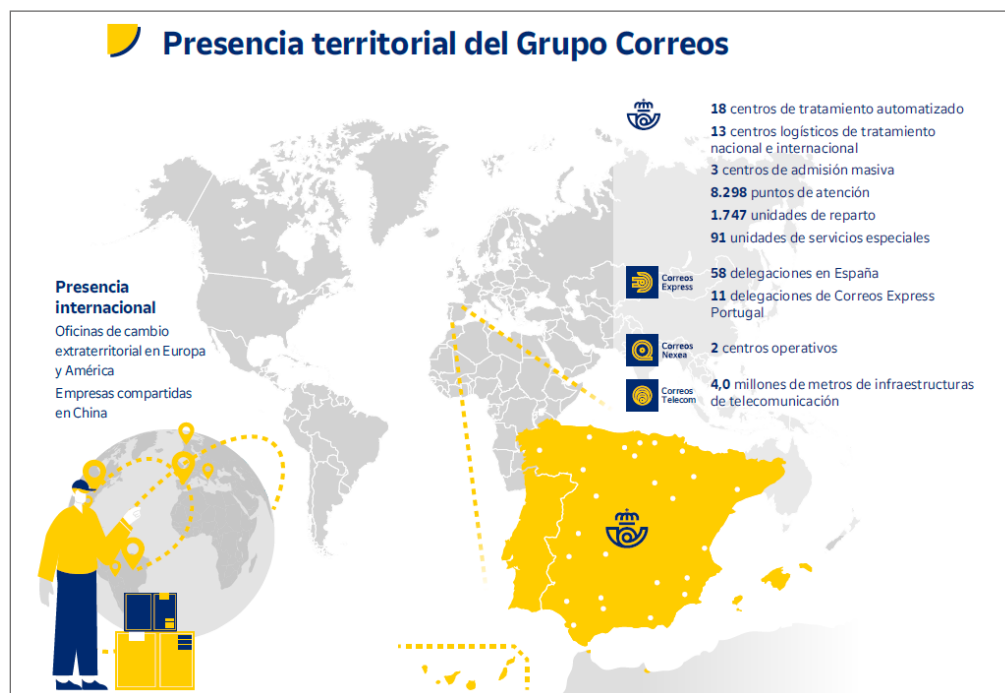 Presencia territorial del Grupo Correos
18 centros de tratamiento automatizado
13 centros logísticos de tratamiento
nacional e internacional
3 centros de admisión masiva
8.298 puntos de atención
1.747 unidades de reparto
91 unidades de servicios especiales
Correos
Express
58 delegaciones en España
11 delegaciones de Correos Express
Portugal
Correos
Nexea
2 centros operativos
Correos
Telecom
4,0 millones de metros de infraestructuras
de telecomunicación
Presencia
internacional
Oficinas de cambio
extraterritorial en Europa
y América
Empresas compartidas
en China